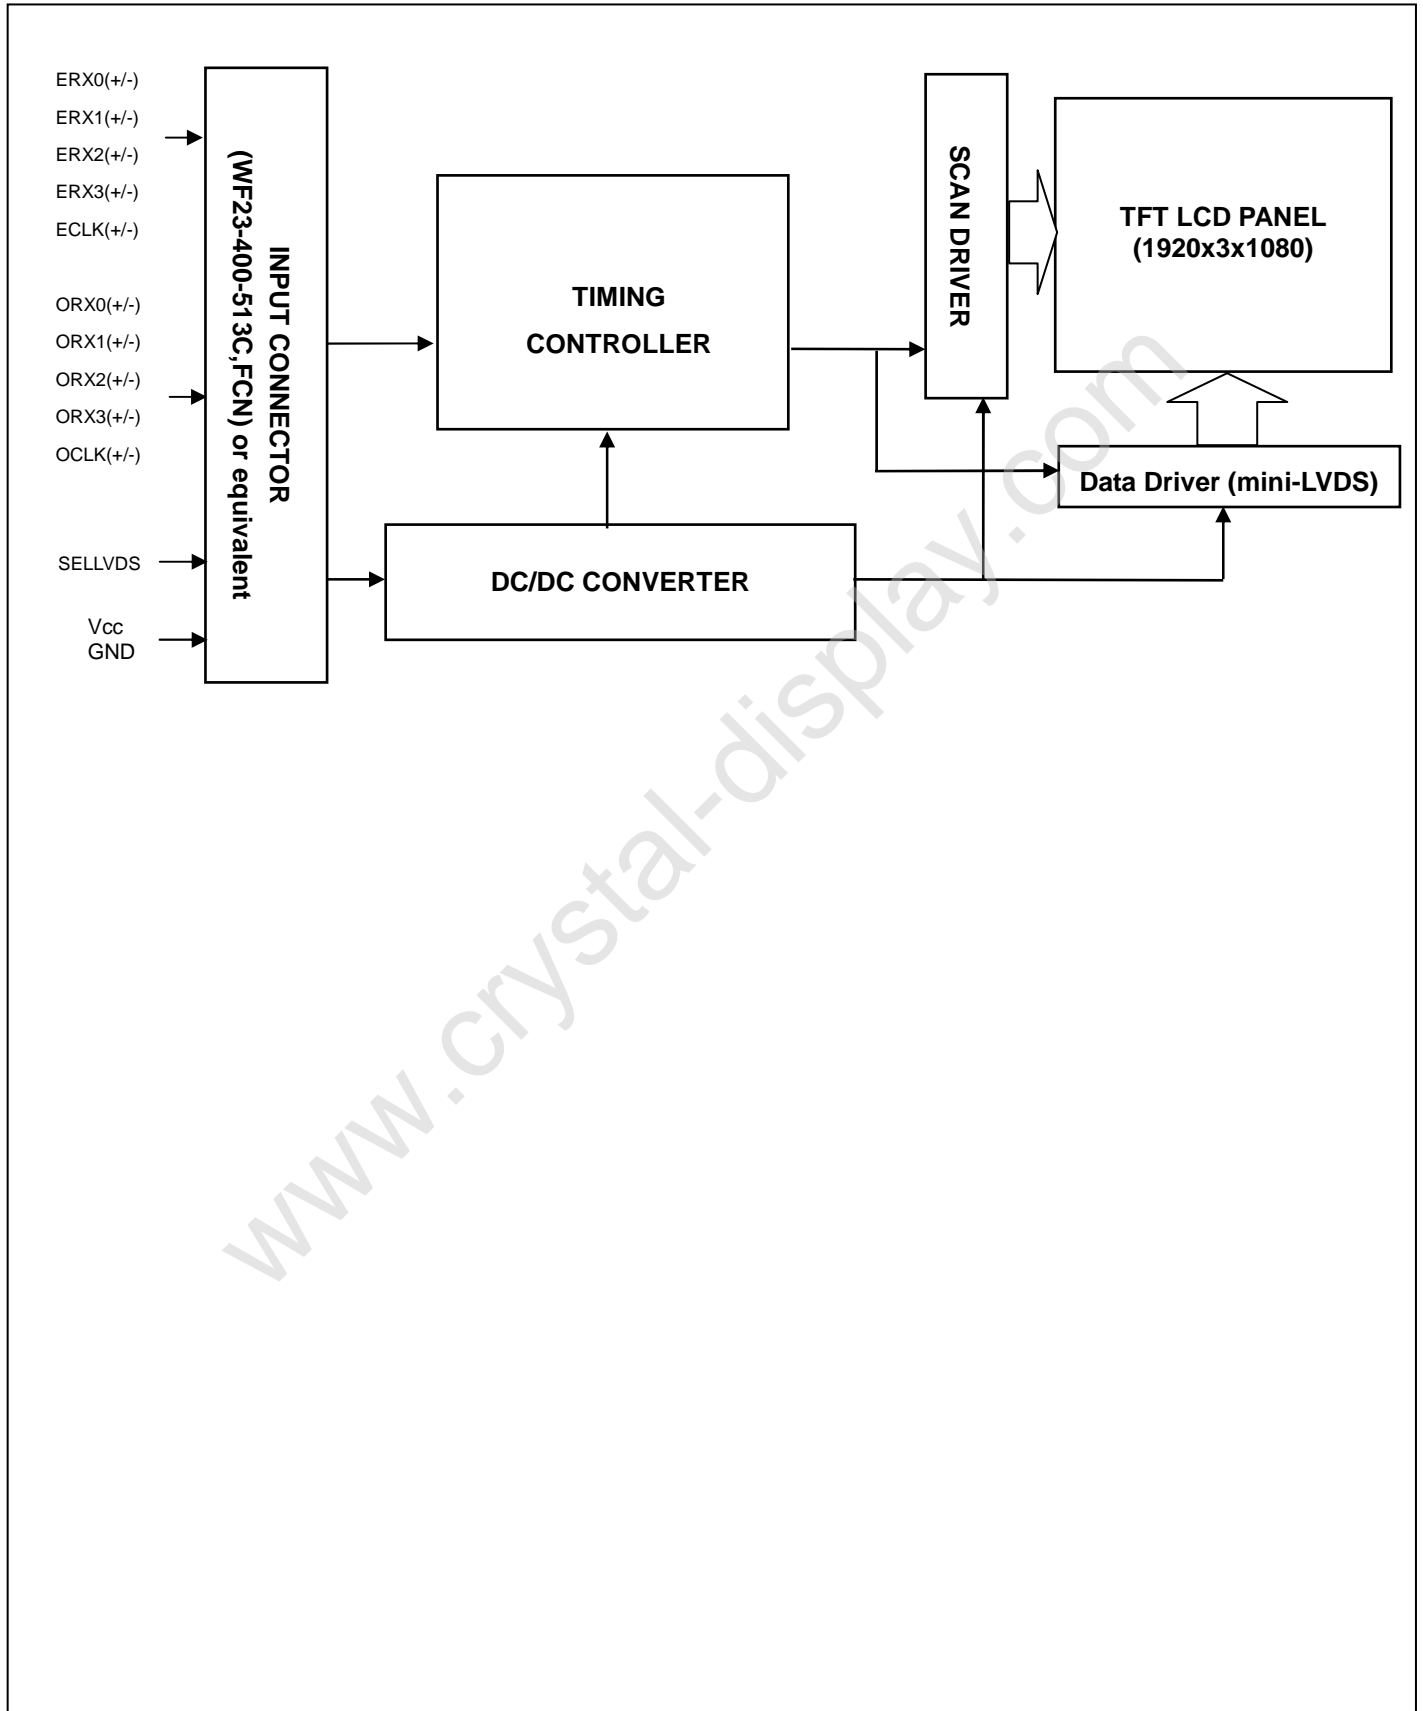 ERX0(+/-)
ERX1(+/-)
ERX2(+/-)
ERX3(+/-)
ECLK(+/-)
ORX0(+/-)
ORX1(+/-)
ORX2(+/-)
ORX3(+/-)
OCLK(+/-)
SELLVDS
Vcc
GND
INPUT CONNECTOR
(WF23-400-513C,FCN) or equivalent
TIMING
CONTROLLER
DC/DC CONVERTER
SCAN DRIVER
TFT LCD PANEL
(1920x3x1080)
Data Driver (mini-LVDS)
www.crystal-display.com